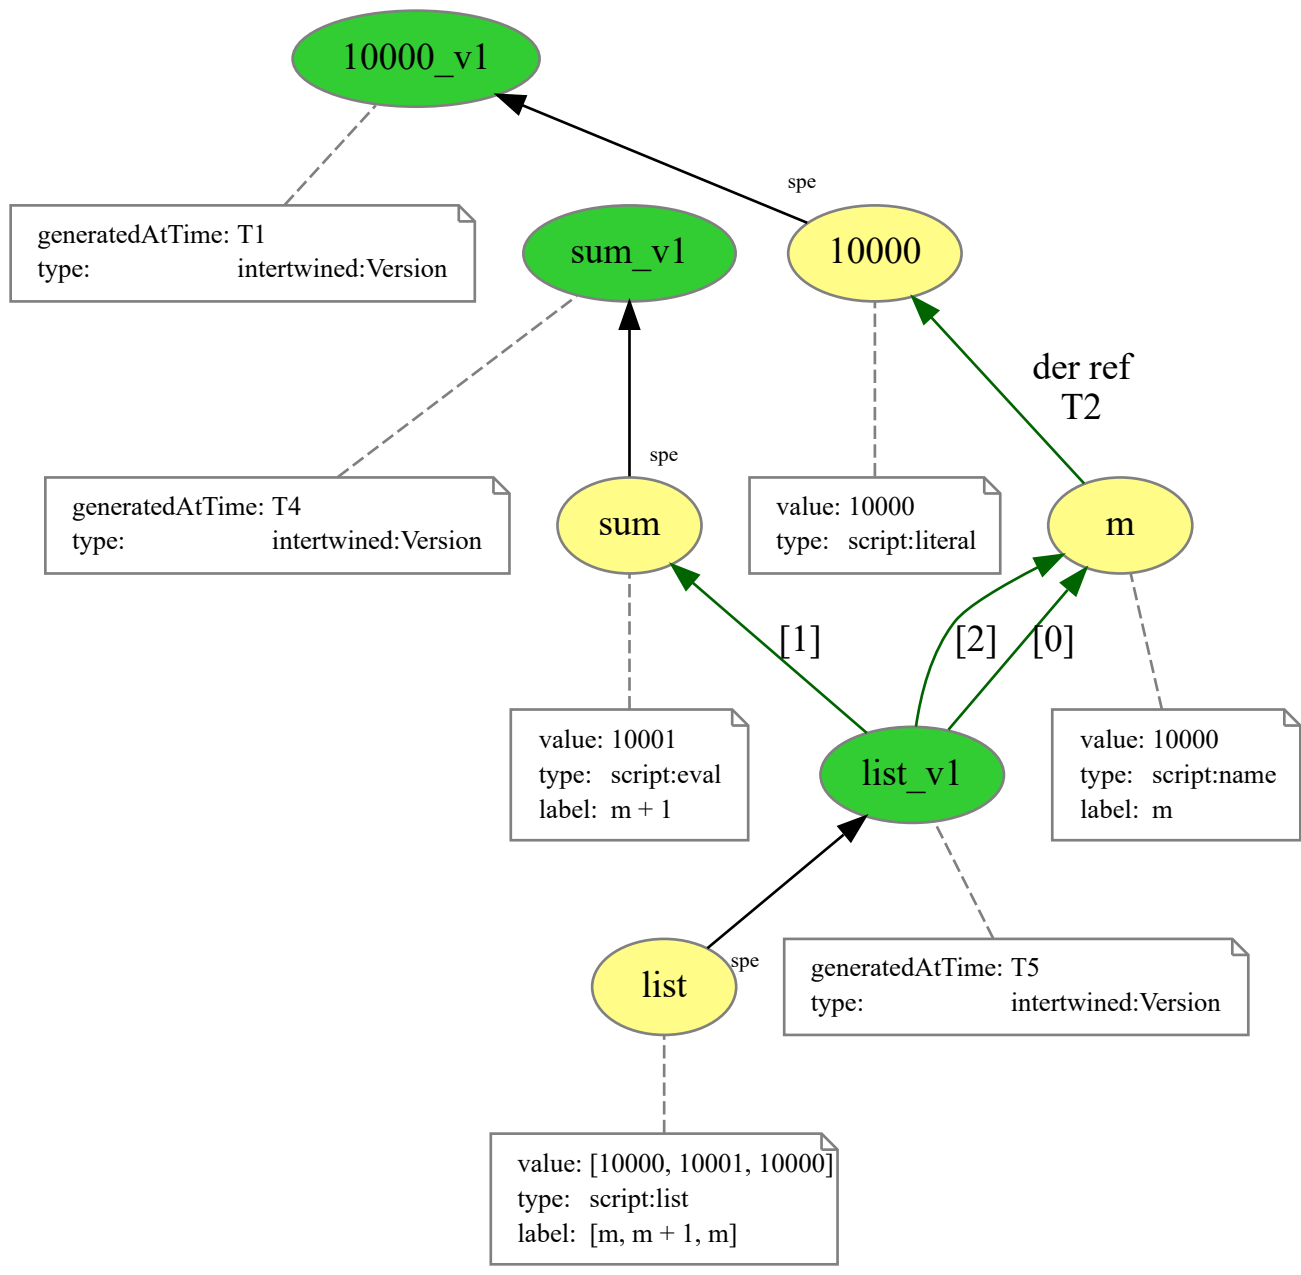 10000_v1
spe
generatedAtTime: T1
type: intertwined:Version
sum_v1
10000
der ref
T2
spe
generatedAtTime: T4
type: intertwined:Version
sum
value: 10000
type: script:literal
m
[1]
[2]
[0]
value: 10001
type: script:eval
label: m + 1
list_v1
value: 10000
type: script:name
label: m
list
spe
generatedAtTime: T5
type: intertwined:Version
value: [10000, 10001, 10000]
type: script:list
label: [m, m + 1, m]